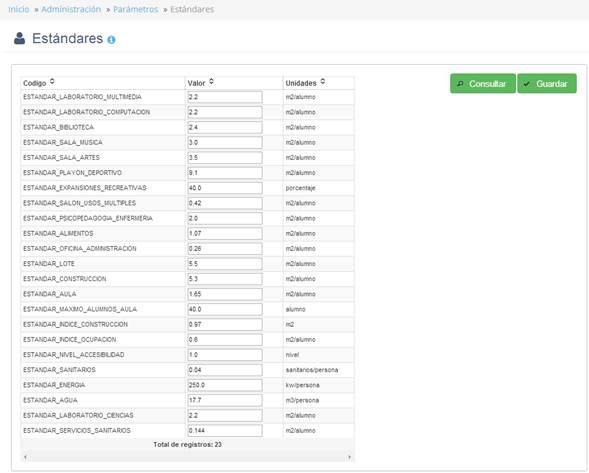 Inicio » Administración » Parámetros » Estándares
Estándares
Codigo Valor Unidades
Consultar Guardar
ESTANDAR_LABORATORIO_MULTIMEDIA 2.2 m2/alumno
ESTANDAR_LABORATORIO_COMPUTACION 2.2 m2/alumno
ESTANDAR_BIBLIOTECA 2.4 m2/alumno
ESTANDAR_SALA_MUSICA 3.0 m2/alumno
ESTANDAR_SALA_ARTES 3.5 m2/alumno
ESTANDAR_PLAYON_DEPORTIVO 9.1 m2/alumno
ESTANDAR_EXPANSIONES_RECREATIVAS 40.0 porcentaje
ESTANDAR_SALON_USOS_MULTIPLES 0.42 m2/alumno
ESTANDAR_PSICOPEDAGOGIA_ENFERMERIA 2.0 m2/alumno
ESTANDAR_ALIMENTOS 1.07 m2/alumno
ESTANDAR_OFICINA_ADMINISTRACION 0.26 m2/alumno
ESTANDAR_LOTE 5.5 m2/alumno
ESTANDAR_CONSTRUCCION 5.3 m2/alumno
ESTANDAR_AULA 1.65 m2/alumno
ESTANDAR_MAXIMO_ALUMNOS_AULA 40.0 alumno
ESTANDAR_INDICE_CONSTRUCCION 0.97 m2
ESTANDAR_INDICE_OCUPACION 0.6 m2/alumno
ESTANDAR_NIVEL_ACCESIBILIDAD 1.0 nivel
ESTANDAR_SANITARIOS 0.04 sanitarios/persona
ESTANDAR_ENERGIA 250.0 kw/persona
ESTANDAR_AGUA 17.7 m3/persona
ESTANDAR_LABORATORIO_CIENCIAS 2.2 m2/alumno
ESTANDAR_SERVICIOS_SANITARIOS 0.144 m2/alumno
Total de registros: 23